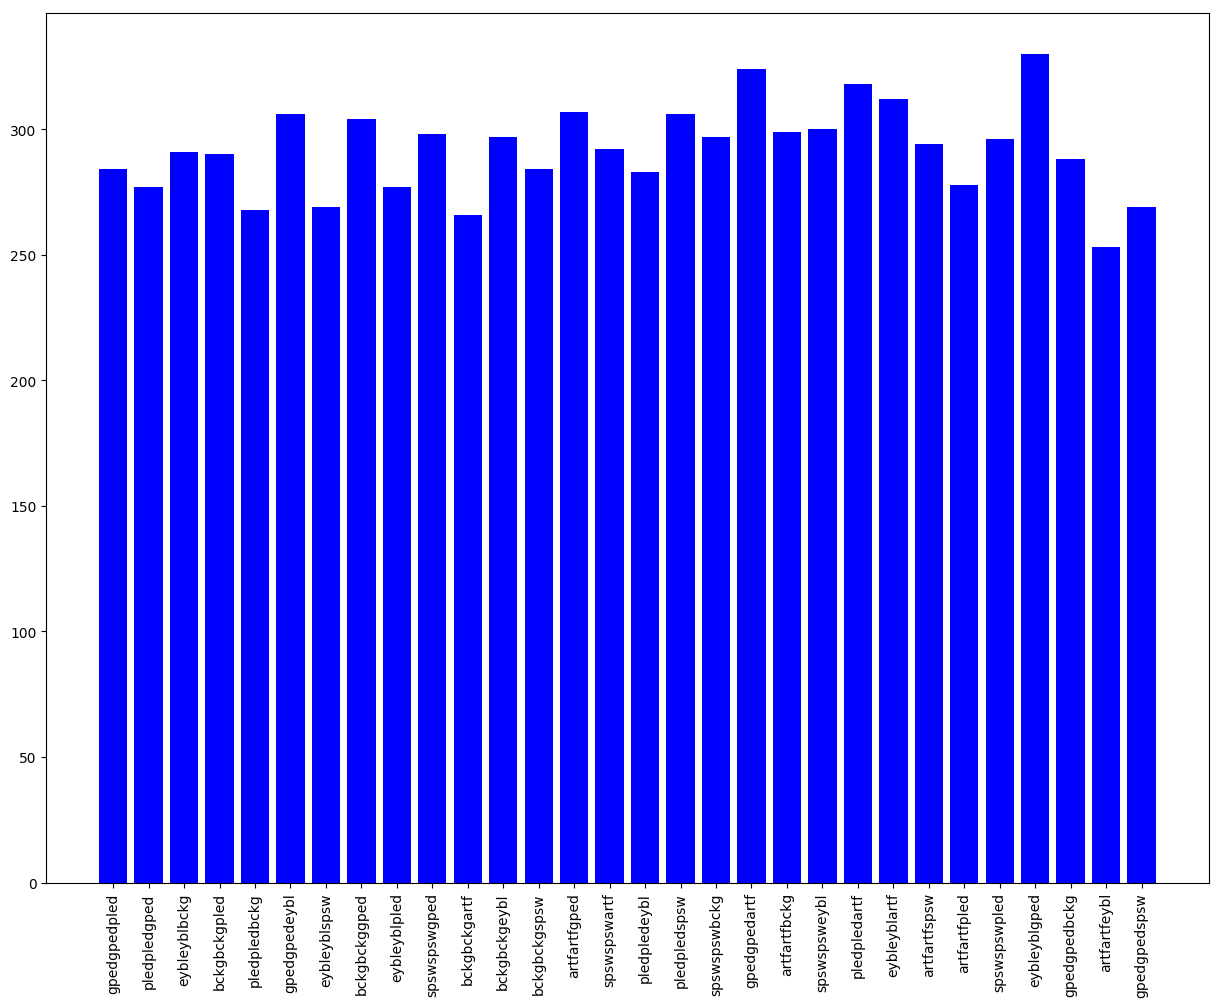 300
250
200
150
100
50
0
gpedgpedpled
pledpledgped
eybleyblbckg
bckgbckgpled
pledpledbckg
gpedgpedeybl
eybleyblspsw
bckgbckggped
eybleyblpled
spswspswgped
bckgbckgartf
bckgbckgeybl
bckgbckgspsw
artfartfgped
spswspswartf
pledpledeybl
pledpledspsw
spswspswbckg
gpedgpedartf
artfartfbckg
spswspsweybl
pledpledartf
eybleyblartf
artfartfspsw
artfartfpled
spswspswpled
eybleyblgped
gpedgpedbckg
artfartfeybl
gpedgpedspsw